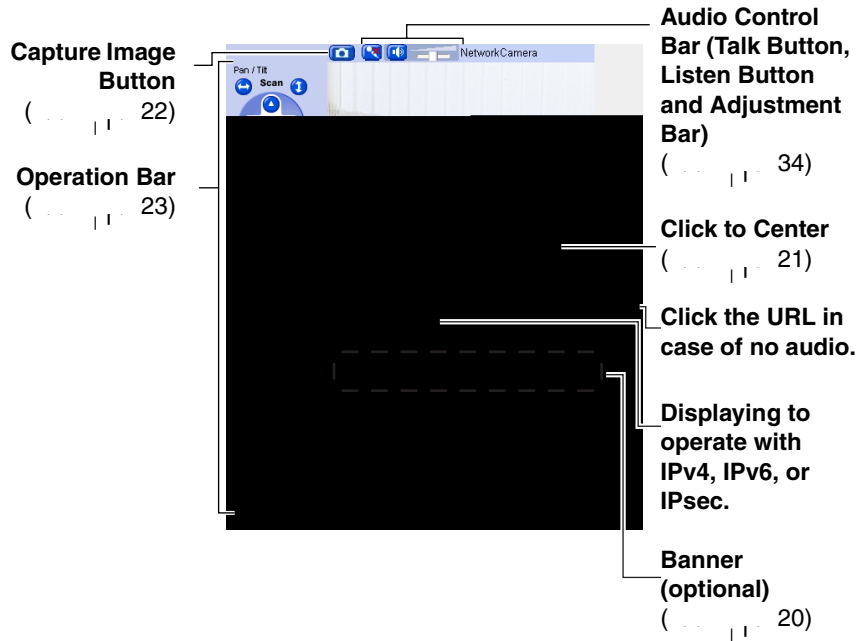 Capture Image
Button
( 22)
Operation Bar
( 23)
NetworkCamera
Pan / Tilt
Scan
Audio Control
Bar (Talk Button,
Listen Button
and Adjustment
Bar)
( 34)
Click to Center
( 21)
Click the URL in
case of no audio.
Displaying to
operate with
IPv4, IPv6, or
IPsec.
Banner
(optional)
( 20)